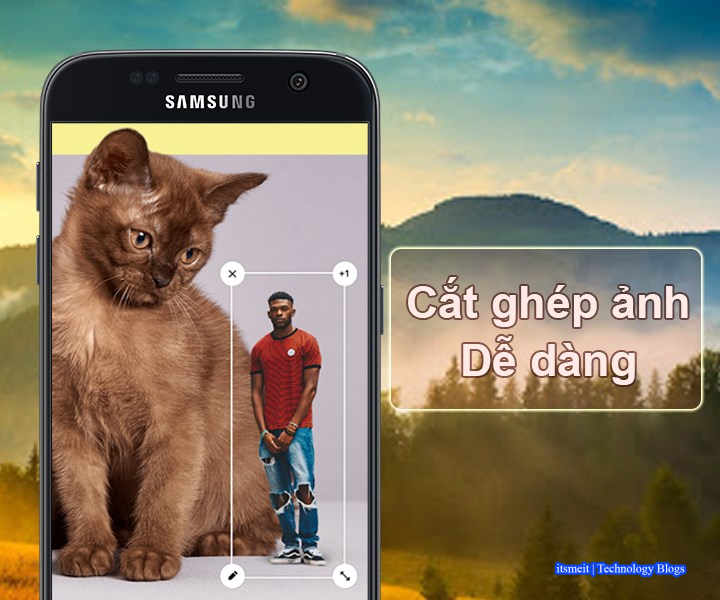 SAMSUNG
+1
Cắt ghép ảnh
Dễ dàng
itsmeit | Technology Blogs